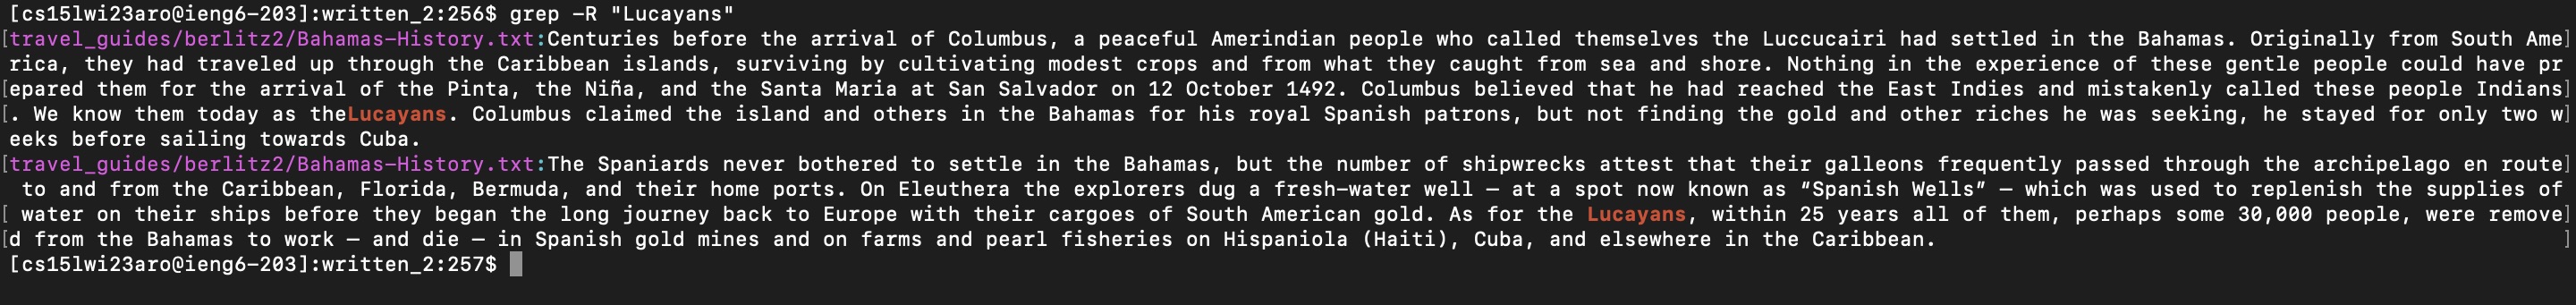 [cs15lwi23aro@ieng6-203]:written_2:256$ grep -R "Lucayans"
[travel_guides/berlitz2/Bahamas-History.txt:Centuries before the arrival of Columbus, a peaceful Amerindian people who called themselves the Luccucairi had settled in the Bahamas. Originally from South Ame]
rica, they had traveled up through the Caribbean islands, surviving by cultivating modest crops and from what they caught from sea and shore. Nothing in the experience of these gentle people could have pr
[epared them for the arrival of the Pinta, the Niña, and the Santa Maria at San Salvador on 12 October 1492. Columbus believed that he had reached the East Indies and mistakenly called these people Indians]
[. We know them today as theLucayans. Columbus claimed the island and others in the Bahamas for his royal Spanish patrons, but not finding the gold and other riches he was seeking, he stayed for only two w]
eeks before sailing towards Cuba.
[travel_guides/berlitz2/Bahamas-History.txt:The Spaniards never bothered to settle in the Bahamas, but the number of shipwrecks attest that their galleons frequently passed through the archipelago en route]
 to and from the Caribbean, Florida, Bermuda, and their home ports. On Eleuthera the explorers dug a fresh-water well — at a spot now known as “Spanish Wells” — which was used to replenish the supplies of
[ water on their ships before they began the long journey back to Europe with their cargoes of South American gold. As for the Lucayans, within 25 years all of them, perhaps some 30,000 people, were remove]
[d from the Bahamas to work — and die — in Spanish gold mines and on farms and pearl fisheries on Hispaniola (Haiti), Cuba, and elsewhere in the Caribbean. ]
[cs15lwi23aro@ieng6-203]:written_2:257$